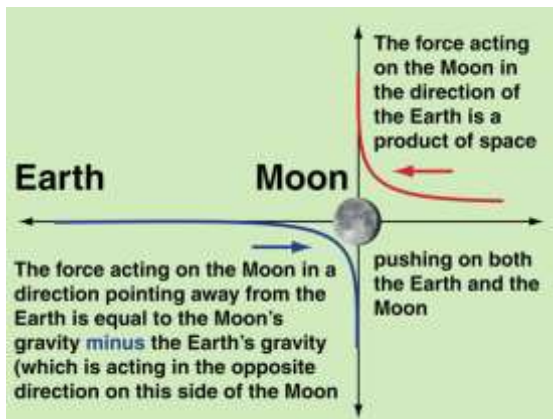 The force acting
on the Moon in
the direction of
the Earth is a
product of space
Earth
Moon
pushing on both
the Earth and the
Moon
The force acting on the Moon in a
direction pointing away from the
Earth is equal to the Moon's
gravity minus the Earth's gravity
(which is acting in the opposite
direction on this side of the Moon